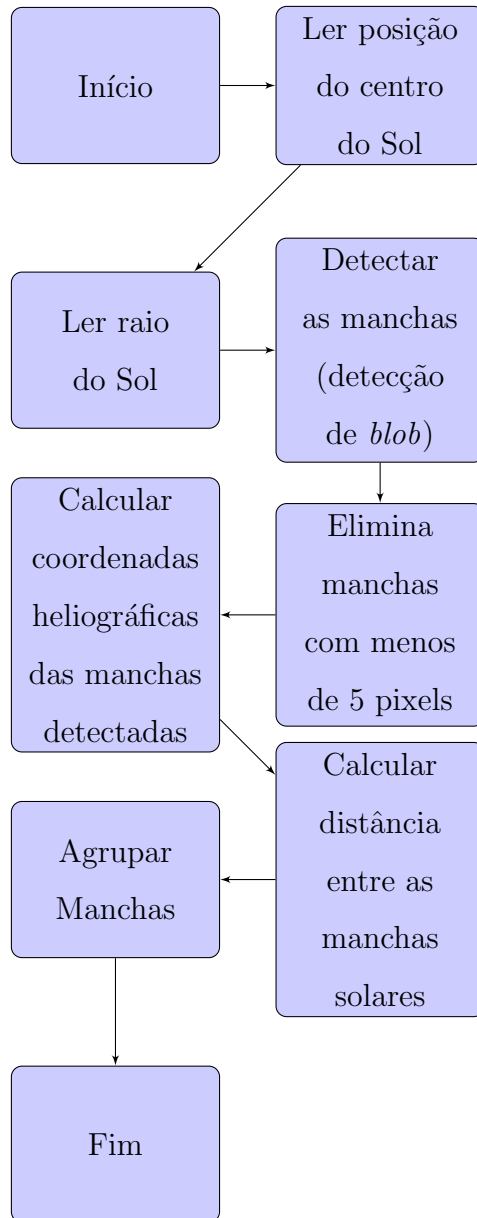 Início
Ler posição
do centro
do Sol
Ler raio
do Sol
Detectar
as manchas
(detecção
de blob)
Elimina
manchas
com menos
de 5 pixels
Calcular
coordenadas
heliográficas
das manchas
detectadas
Calcular
distância
entre as
manchas
solares
Agrupar
Manchas
Fim